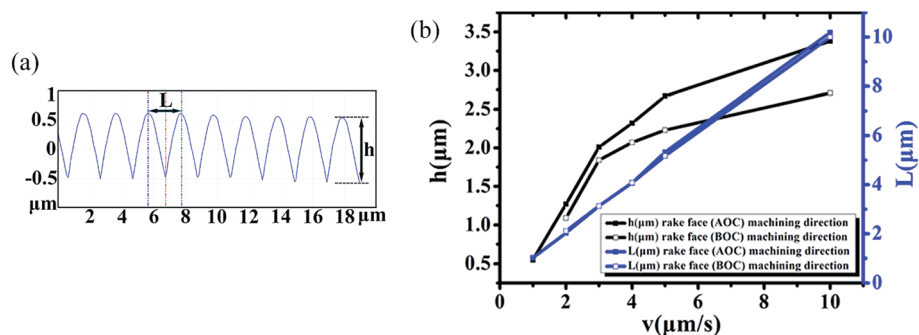 (a)
L
h
1
0.5
0
-0.5
μm
2 4 6 8 10 12 14 16 18 μm
(b)
h(μm)
3.5
3.0
2.5
2.0
1.5
1.0
0.5
L(μm)
10
8
6
4
2
0
h(μm) rake face (AOC) machining direction
h(μm) rake face (BOC) machining direction
L(μm) rake face (AOC) machining direction
L(μm) rake face (BOC) machining direction
0 2 4 6 8 10
v(μm/s)